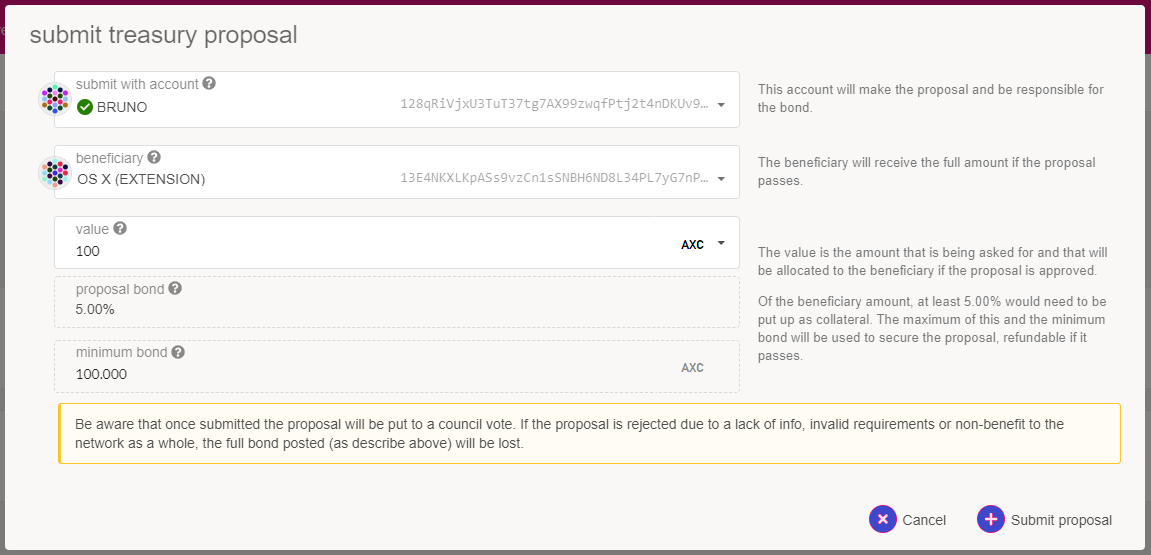 submit treasury proposal
submit with account
BRUNO
128qRiVjxU3TuT37tg7AX99zwqfPtj2t4nDKUv9…
This account will make the proposal and be responsible for
the bond.
beneficiary
OS X (EXTENSION)
13E4NKXLKpASs9vzCn1sSNBH6ND8L34PL7yG7nP…
The beneficiary will receive the full amount if the proposal
passes.
value
100
AXC
The value is the amount that is being asked for and that will
be allocated to the beneficiary if the proposal is approved.
proposal bond
5.00%
Of the beneficiary amount, at least 5.00% would need to be
put up as collateral. The maximum of this and the minimum
bond will be used to secure the proposal, refundable if it
passes.
minimum bond
100.000
AXC
Be aware that once submitted the proposal will be put to a council vote. If the proposal is rejected due to a lack of info, invalid requirements or non-benefit to the
network as a whole, the full bond posted (as describe above) will be lost.
Cancel
Submit proposal